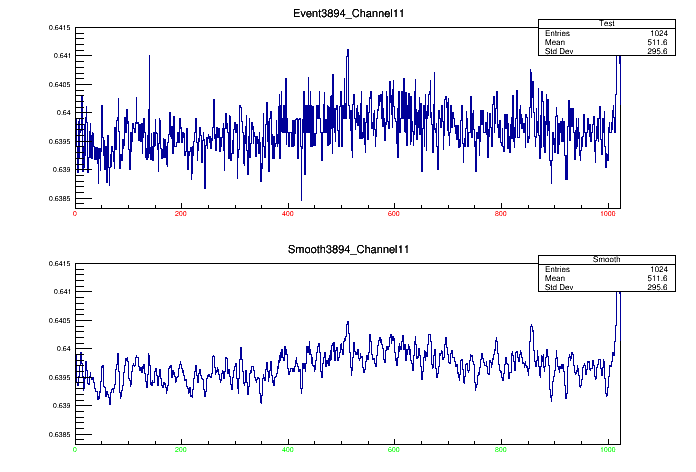 Event3894_Channel11
Test
Entries 1024
Mean 511.6
Std Dev 295.6
0.6415
0.641
0.6405
0.64
0.6395
0.639
0.6385
0 200 400 600 800 1000
Smooth3894_Channel11
Smooth
Entries 1024
Mean 511.6
Std Dev 295.6
0.6415
0.641
0.6405
0.64
0.6395
0.639
0.6385
0 200 400 600 800 1000